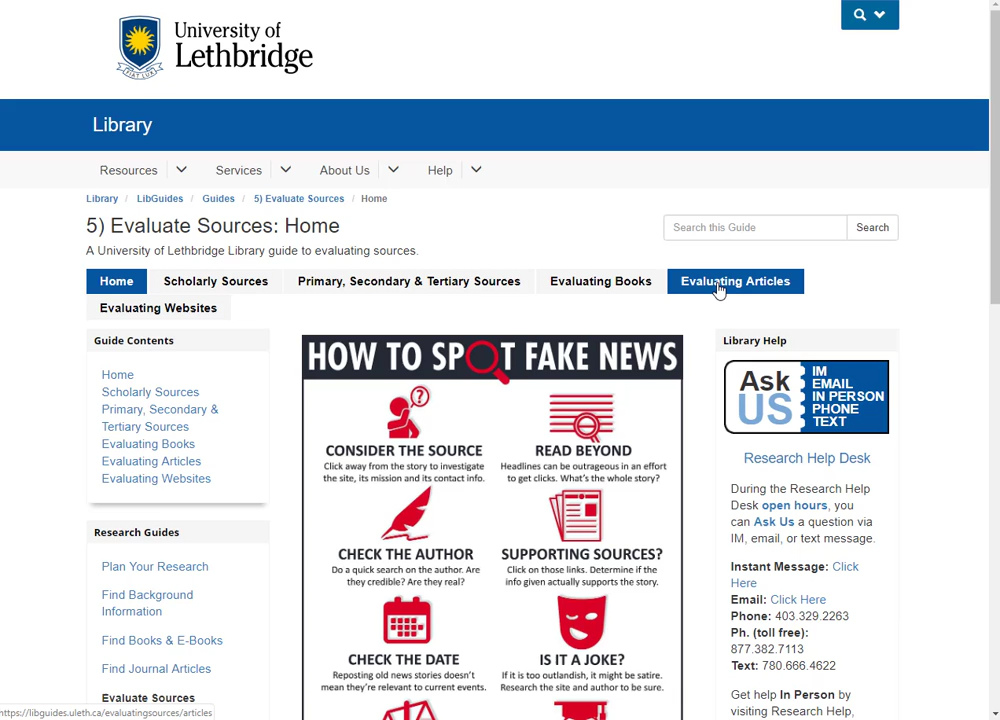 University of
Lethbridge
Library
Resources
Services
About Us
Help
Library / LibGuides / Guides / 5) Evaluate Sources / Home
5) Evaluate Sources: Home
Search this Guide
Search
A University of Lethbridge Library guide to evaluating sources.
Home
Scholarly Sources
Primary, Secondary & Tertiary Sources
Evaluating Books
Evaluating Articles
Evaluating Websites
Guide Contents
Home
Scholarly Sources
Primary, Secondary &
Tertiary Sources
Evaluating Books
Evaluating Articles
Evaluating Websites
Research Guides
Plan Your Research
Find Background
Information
Find Books & E-Books
Find Journal Articles
Evaluate Sources
HOW TO SPOT FAKE NEWS
CONSIDER THE SOURCE
Click away from the story to investigate
the site, its mission and its contact info.
READ BEYOND
Headlines can be outrageous in an effort
to get clicks. What's the whole story?
CHECK THE AUTHOR
Do a quick search on the author. Are
they credible? Are they real?
SUPPORTING SOURCES?
Click on those links. Determine if the
info given actually supports the story.
CHECK THE DATE
Reposting old news stories doesn't
mean they're relevant to current events.
IS IT A JOKE?
If it is too outlandish, it might be satire.
Research the site and author to be sure.
Library Help
Ask
US
IM
EMAIL
IN PERSON
PHONE
TEXT
Research Help Desk
During the Research Help
Desk open hours, you
can Ask Us a question via
IM, email, or text message.
Instant Message: Click
Here
Email: Click Here
Phone: 403.329.2263
Ph. (toll free):
877.382.7113
Text: 780.666.4622
Get help In Person by
visiting Research Help,
https://libguides.uleth.ca/evaluatingsources/articles